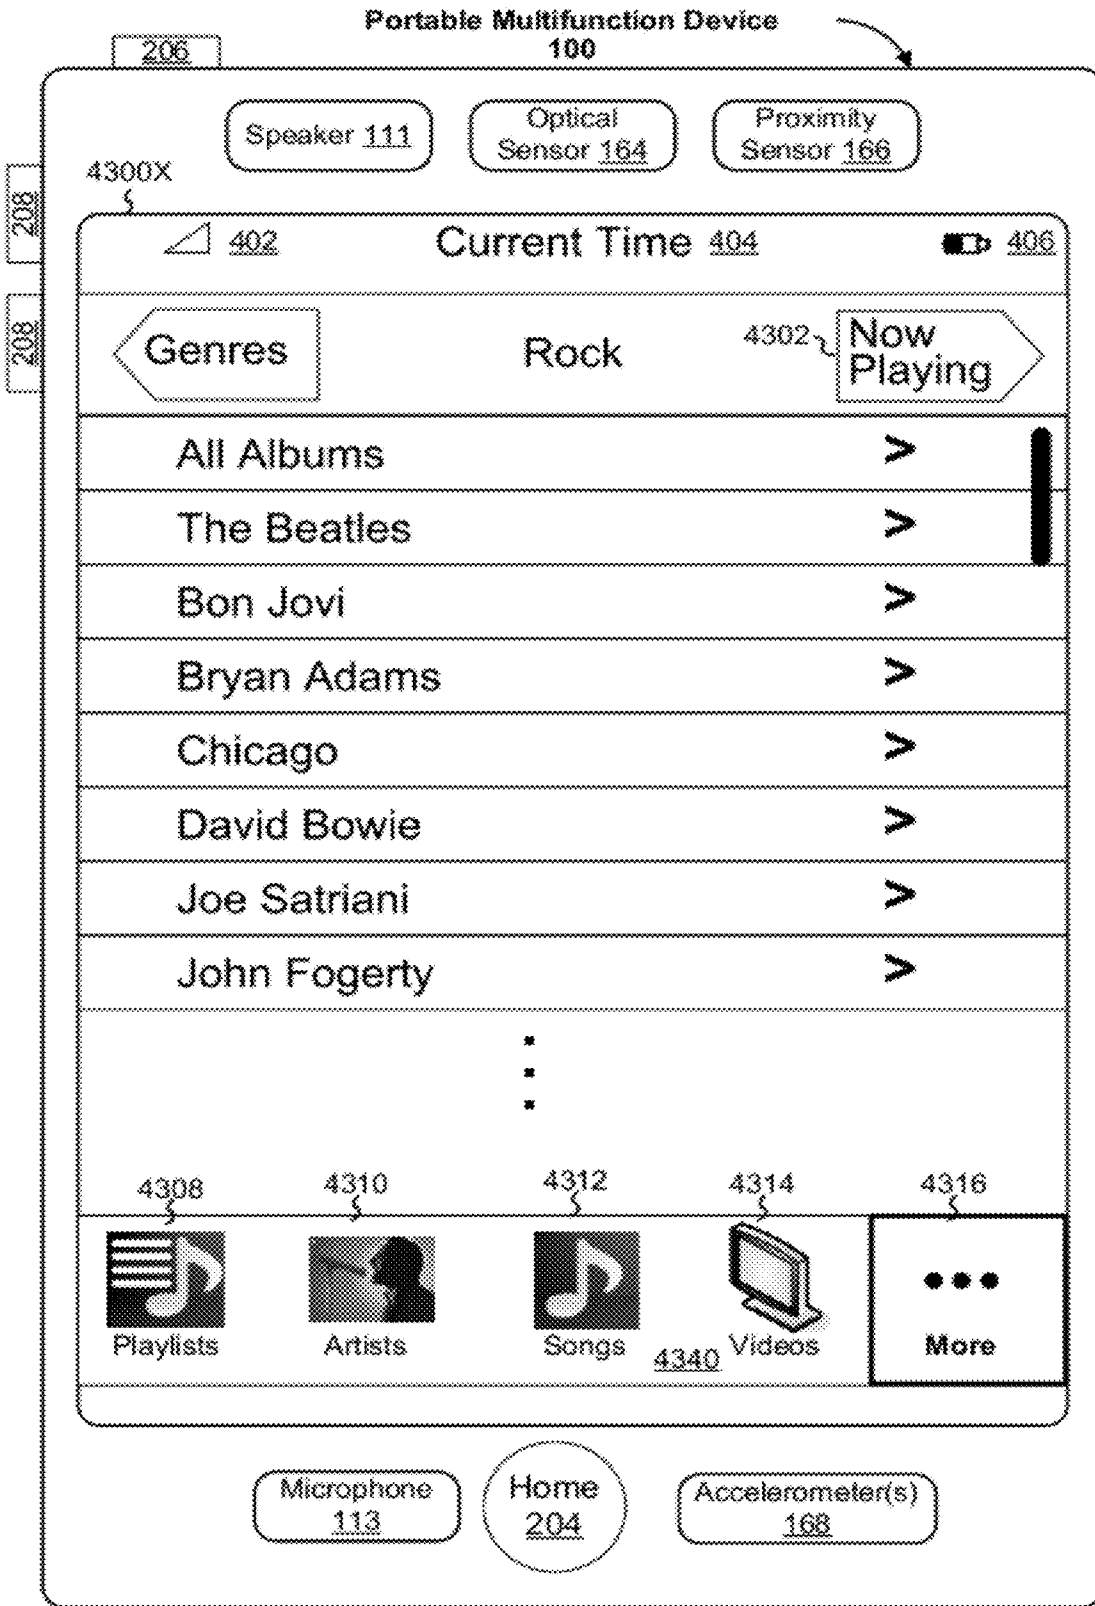 Portable Multifunction Device
100
206
Speaker 111
Optical
Sensor 164
Proximity
Sensor 166
4300X
208
208
402
Current Time 404
406
Genres
Rock
4302
Now
Playing
All Albums >
The Beatles >
Bon Jovi >
Bryan Adams >
Chicago >
David Bowie >
Joe Satriani >
John Fogerty >
4308
4310
4312
4314
4316
Playlists
Artists
Songs
4340
Videos
More
Microphone
113
Home
204
Accelerometer(s)
168